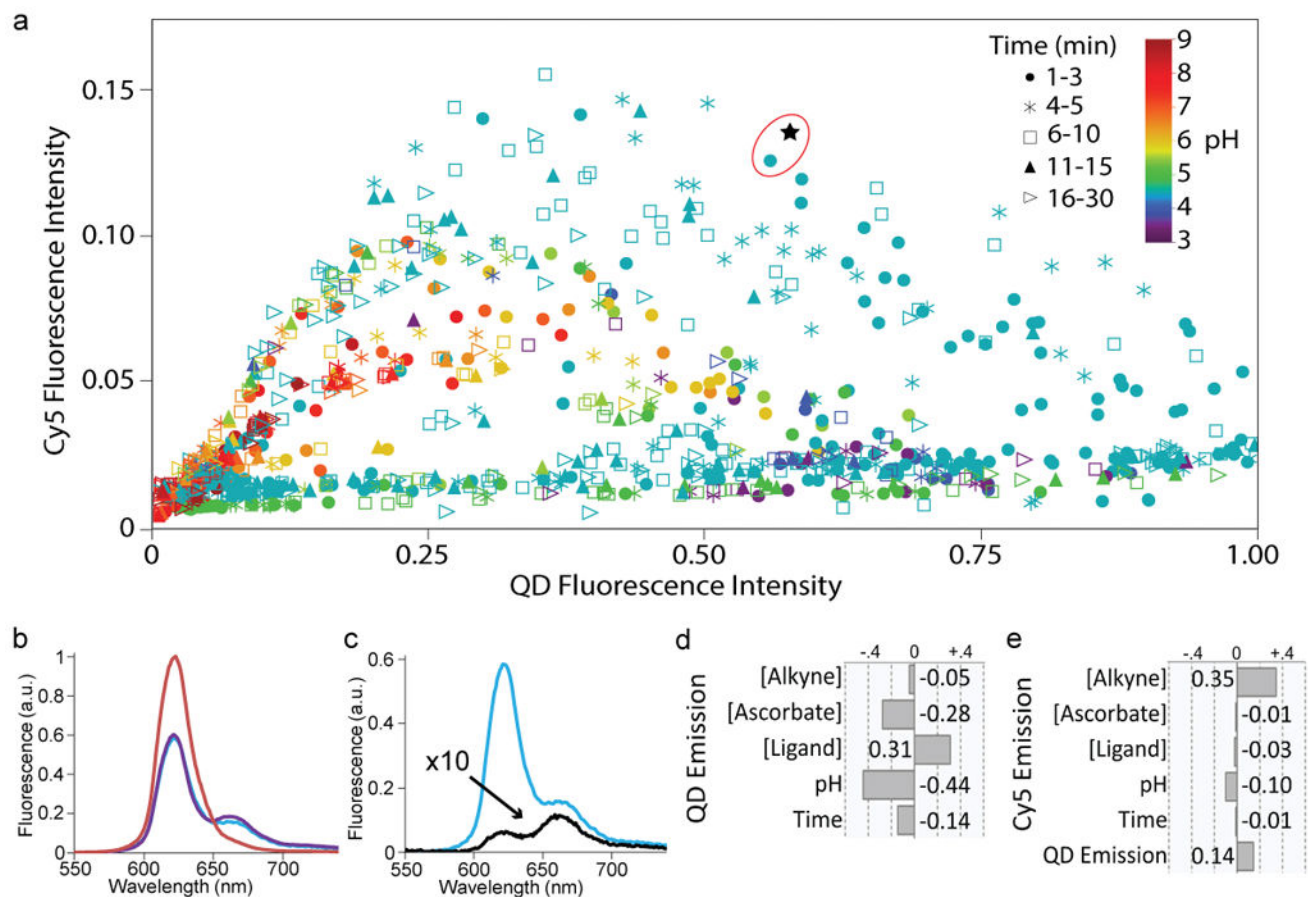 a
Cy5 Fluorescence Intensity
0.15
0.10
0.05
0
0
0.25
0.50
0.75
1.00
QD Fluorescence Intensity
Time (min)
1-3
4-5
6-10
11-15
16-30
9
8
7
6
5
4
3
pH
b
Fluorescence (a.u.)
1
0.8
0.6
0.4
0.2
0
550
600
650
700
Wavelength (nm)
c
Fluorescence (a.u.)
0.6
0.4
0.2
0
x10
550
600
650
700
Wavelength (nm)
d
QD Emission
-.4 0 +.4
[Alkyne] -0.05
[Ascorbate] -0.28
[Ligand] 0.31
pH -0.44
Time -0.14
e
Cy5 Emission
-.4 0 +.4
[Alkyne] 0.35
[Ascorbate] -0.01
[Ligand] -0.03
pH -0.10
Time -0.01
QD Emission 0.14